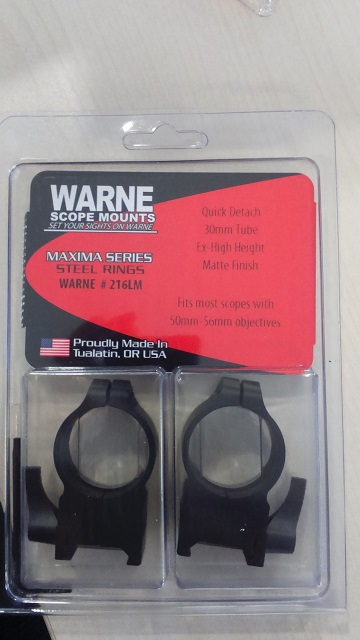 WARNE
SCOPE MOUNTS
SET YOUR SIGHTS ON WARNE
MAXIMA SERIES
STEEL RINGS
WARNE # 216LM
Quick Detach
30mm Tube
Ex-High Height
Matte Finish
Fits most scopes with
50mm-56mm objectives
Proudly Made In
Tualatin, OR USA